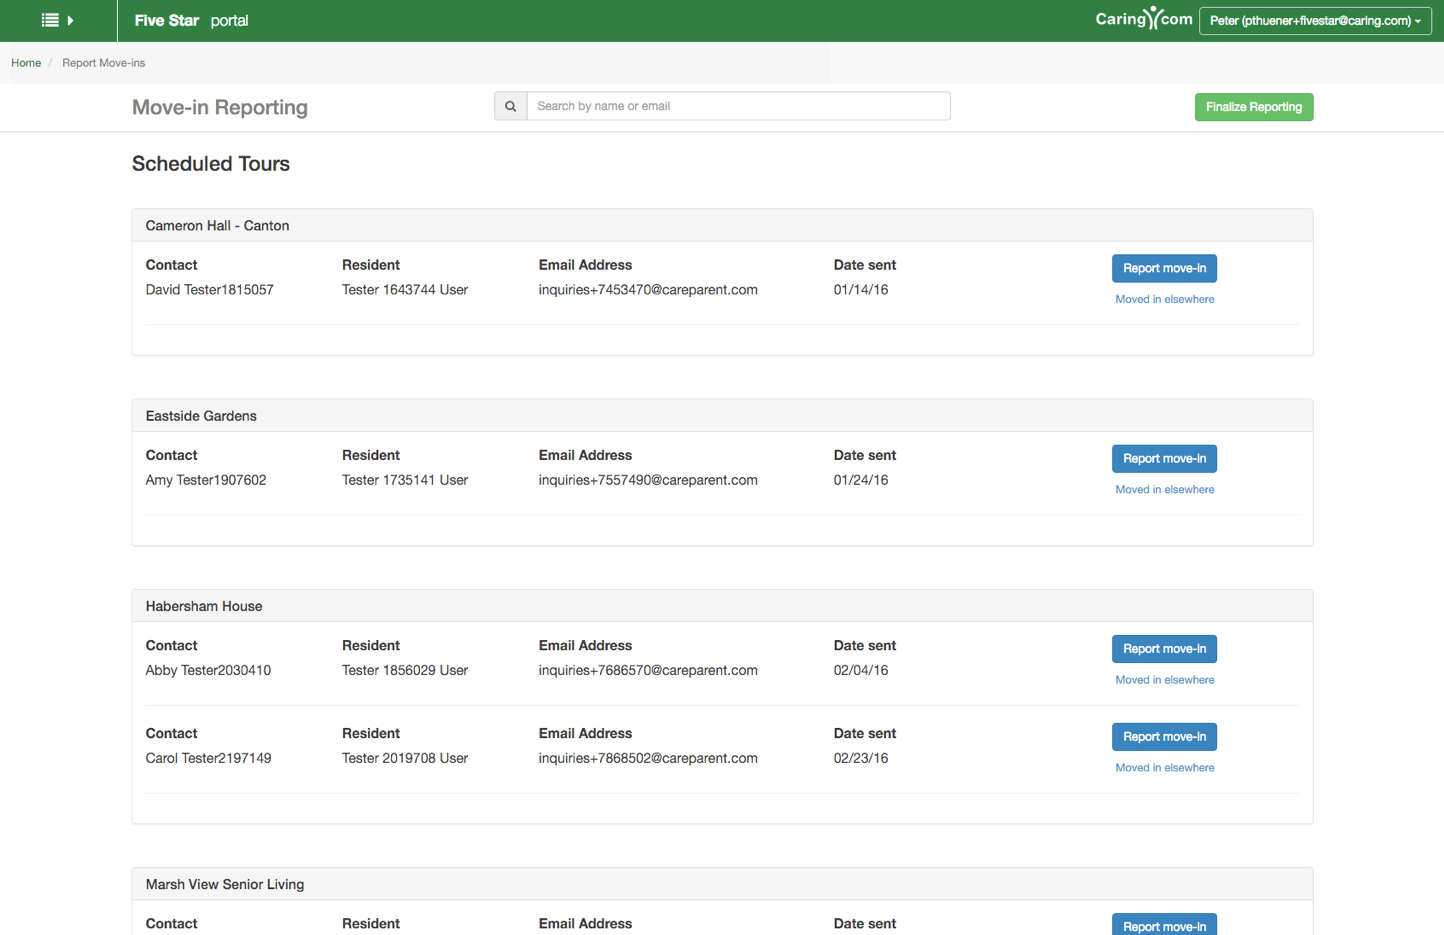 Five Star portal
Caring.com
Peter (pthuener+fivestar@caring.com)
Home / Report Move-ins
Move-in Reporting
Search by name or email
Finalize Reporting
Scheduled Tours
Cameron Hall - Canton
Contact Resident Email Address Date sent
Report move-in
David Tester1815057 Tester 1643744 User inquiries+7453470@careparent.com 01/14/16
Moved in elsewhere
Eastside Gardens
Contact Resident Email Address Date sent
Report move-in
Amy Tester1907602 Tester 1735141 User inquiries+7557490@careparent.com 01/24/16
Moved in elsewhere
Habersham House
Contact Resident Email Address Date sent
Report move-in
Abby Tester2030410 Tester 1856029 User inquiries+7686570@careparent.com 02/04/16
Moved in elsewhere
Contact Resident Email Address Date sent
Report move-in
Carol Tester2197149 Tester 2019708 User inquiries+7868502@careparent.com 02/23/16
Moved in elsewhere
Marsh View Senior Living
Contact Resident Email Address Date sent
Report move-in